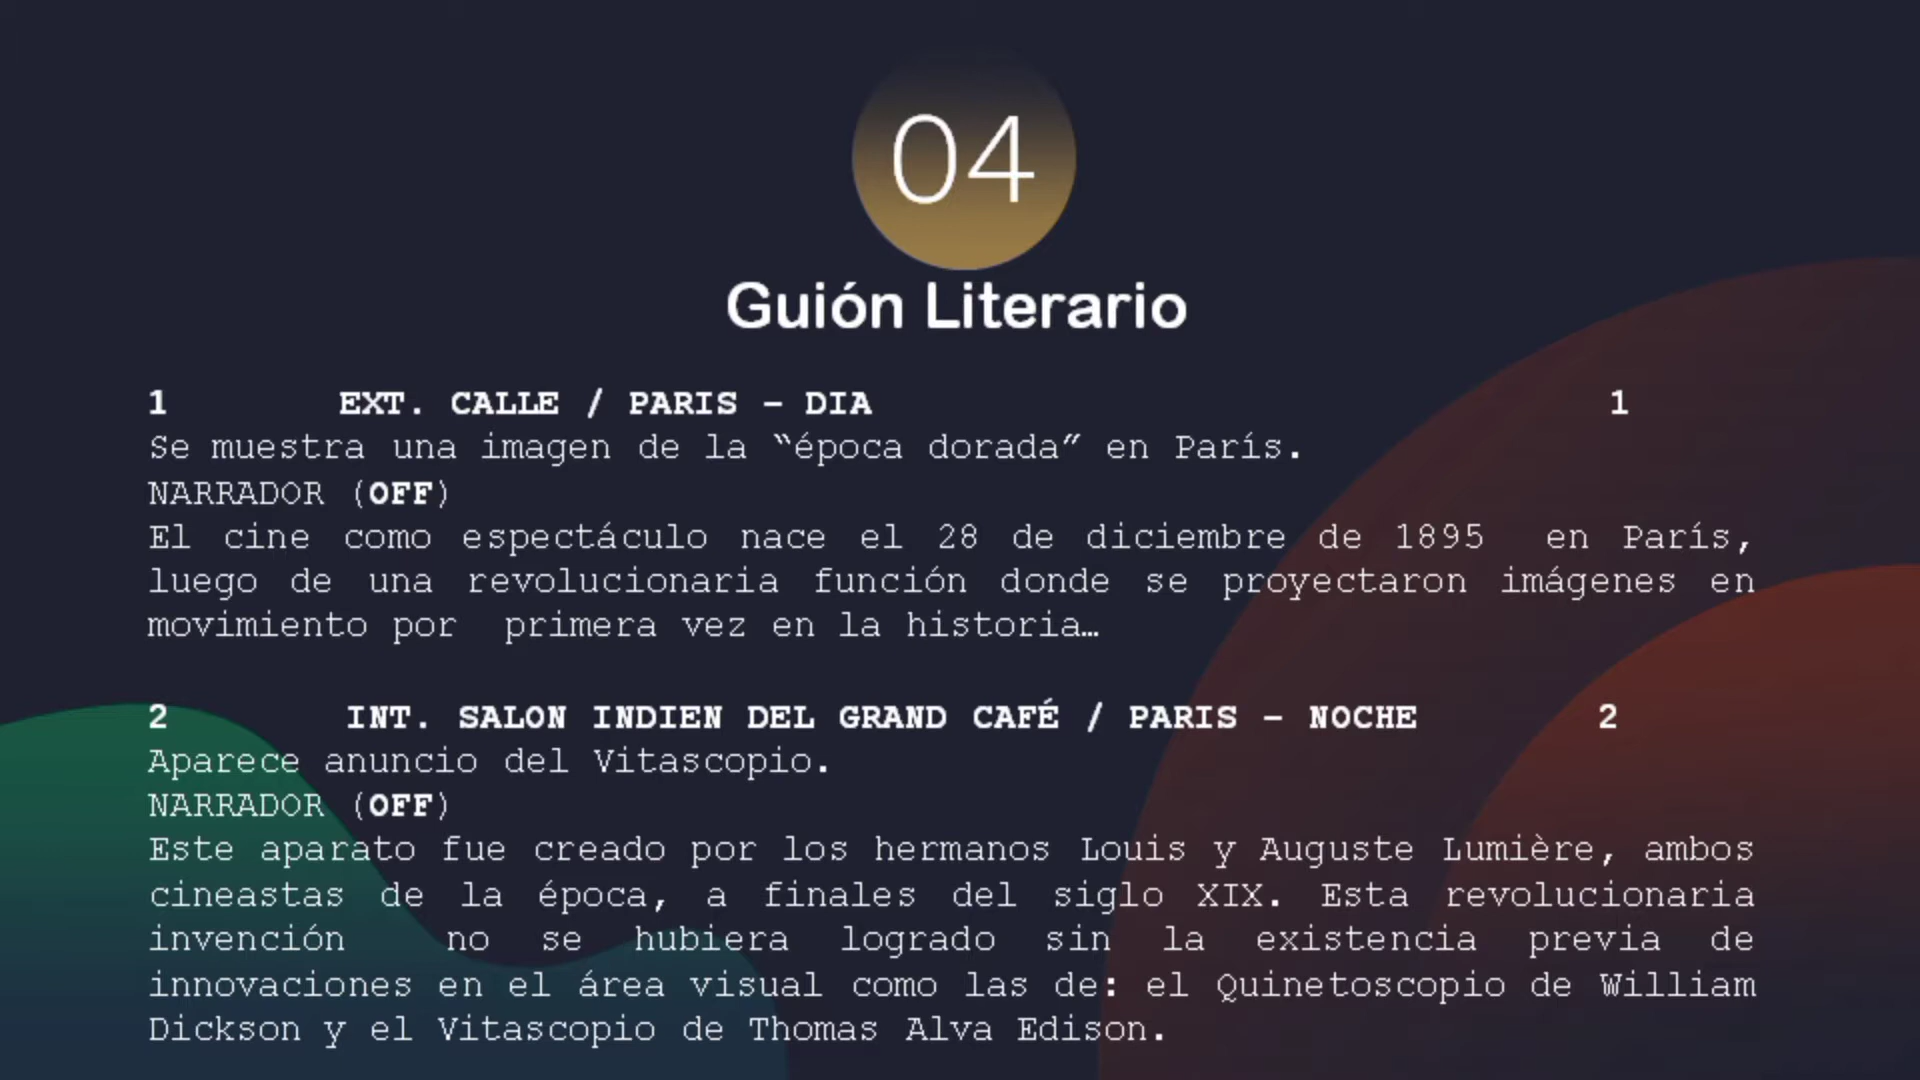 04
Guión Literario
1 EXT. CALLE / PARIS – DIA 1
Se muestra una imagen de la “época dorada” en París.
NARRADOR (OFF)
El cine como espectáculo nace el 28 de diciembre de 1895 en París,
luego de una revolucionaria función donde se proyectaron imágenes en
movimiento por primera vez en la historia…
2 INT. SALON INDIEN DEL GRAND CAFÉ / PARIS – NOCHE 2
Aparece anuncio del Vitascopio.
NARRADOR (OFF)
Este aparato fue creado por los hermanos Louis y Auguste Lumière, ambos
cineastas de la época, a finales del siglo XIX. Esta revolucionaria
invención no se hubiera logrado sin la existencia previa de
innovaciones en el área visual como las de: el Quinetoscopio de William
Dickson y el Vitascopio de Thomas Alva Edison.